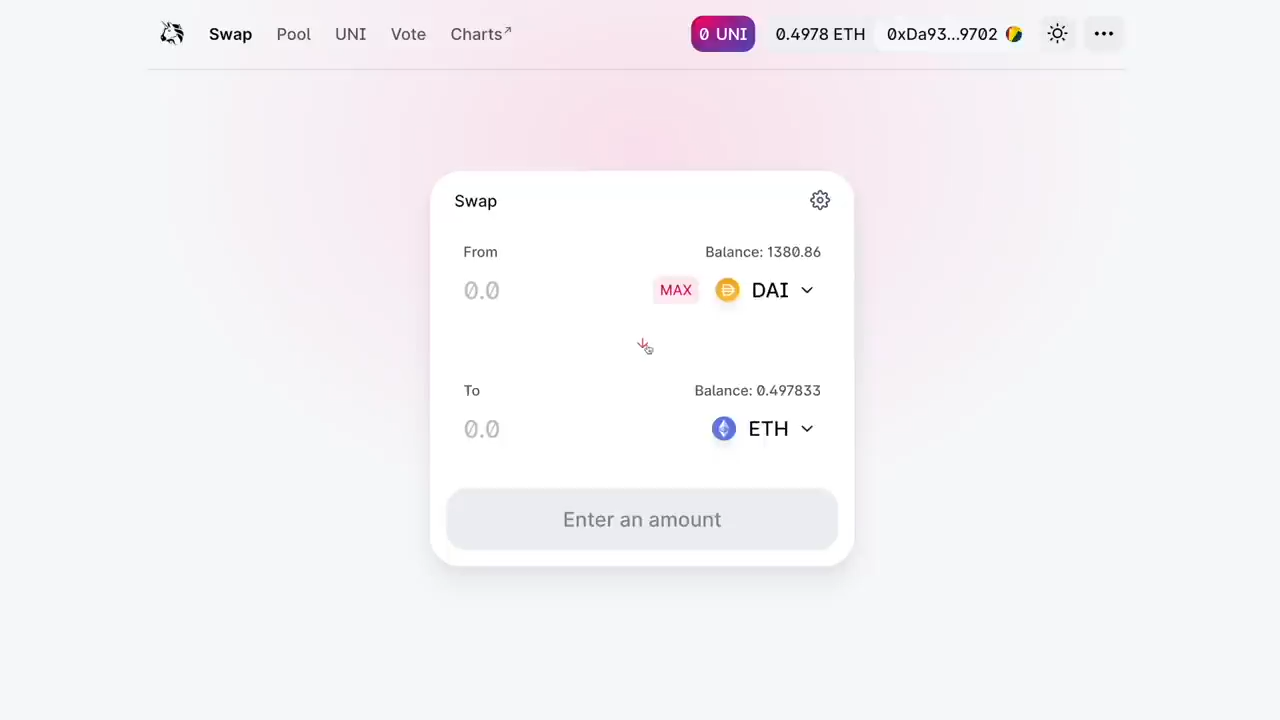 Swap Pool UNI Vote Charts↗ 0 UNI 0.4978 ETH 0xDa93...9702
Swap
From Balance: 1380.86
0.0 MAX DAI
To Balance: 0.497833
0.0 ETH
Enter an amount